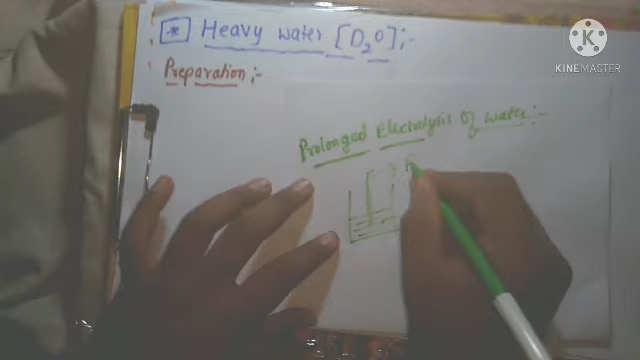 * Heavy water [D₂O];-
Preparation;-
Prolonged Electrolysis of water:-
K
KINEMASTER